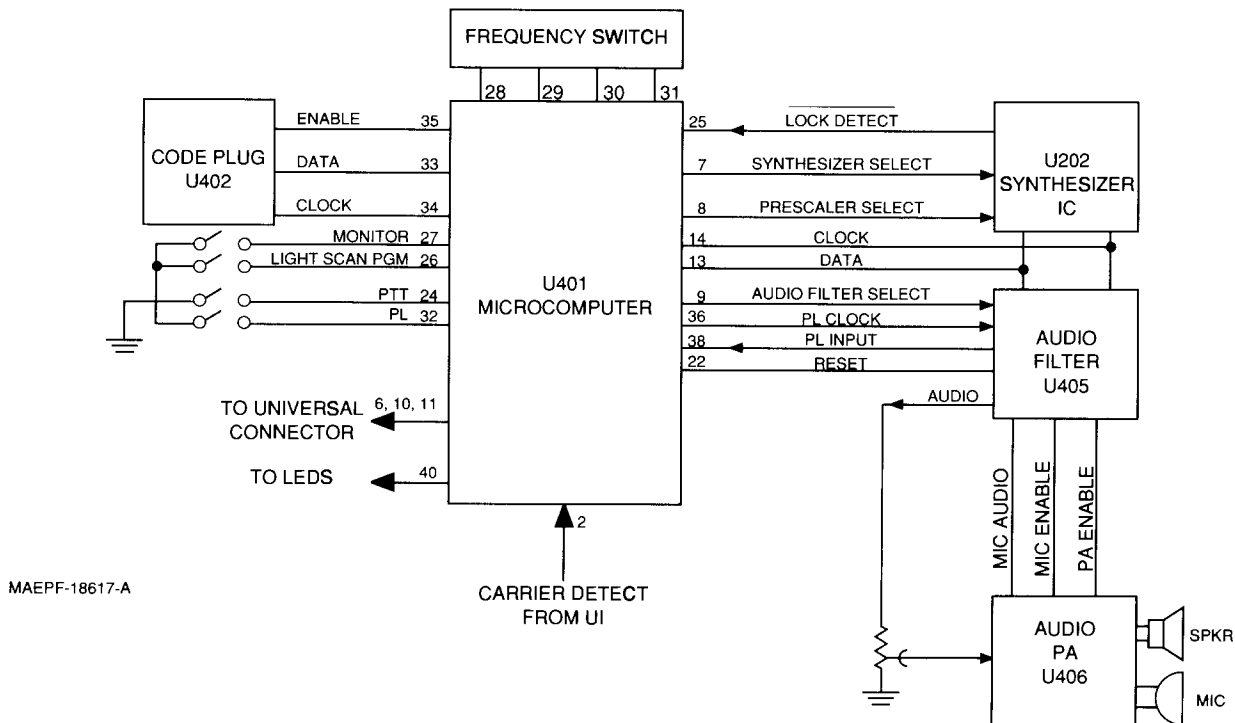 FREQUENCY SWITCH
28 29 30 31
CODE PLUG
U402
ENABLE 35
DATA 33
CLOCK 34
MONITOR 27
LIGHT SCAN PGM 26
PTT 24
PL 32
TO UNIVERSAL
CONNECTOR
6, 10, 11
TO LEDS 40
U401
MICROCOMPUTER
2
CARRIER DETECT
FROM UI
25 LOCK DETECT
7 SYNTHESIZER SELECT
8 PRESCALER SELECT
14 CLOCK
13 DATA
9 AUDIO FILTER SELECT
36 PL CLOCK
38 PL INPUT
22 RESET
AUDIO
U202
SYNTHESIZER
IC
AUDIO
FILTER
U405
MIC AUDIO
MIC ENABLE
PA ENABLE
AUDIO
PA
U406
SPKR
MIC
MAEPF-18617-A